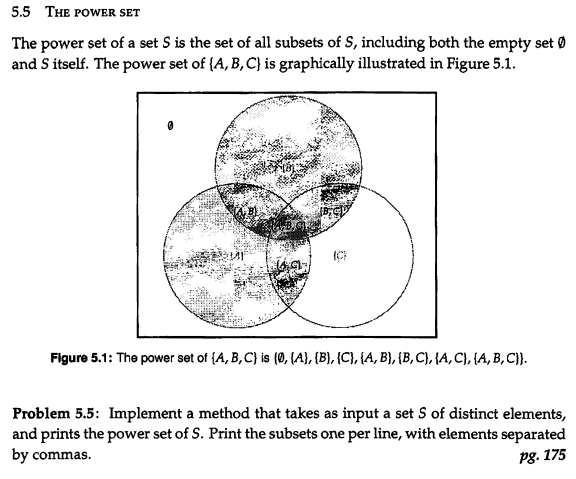 5.5 THE POWER SET
The power set of a set S is the set of all subsets of S, including both the empty set ∅
and S itself. The power set of {A, B, C} is graphically illustrated in Figure 5.1.
∅
{B}
{A, B}
{B, C}
{A, B, C}
{A}
{C}
{A, C}
Figure 5.1: The power set of {A, B, C} is {∅, {A}, {B}, {C}, {A, B}, {B, C}, {A, C}, {A, B, C}}.
Problem 5.5: Implement a method that takes as input a set S of distinct elements,
and prints the power set of S. Print the subsets one per line, with elements separated
by commas. pg. 175